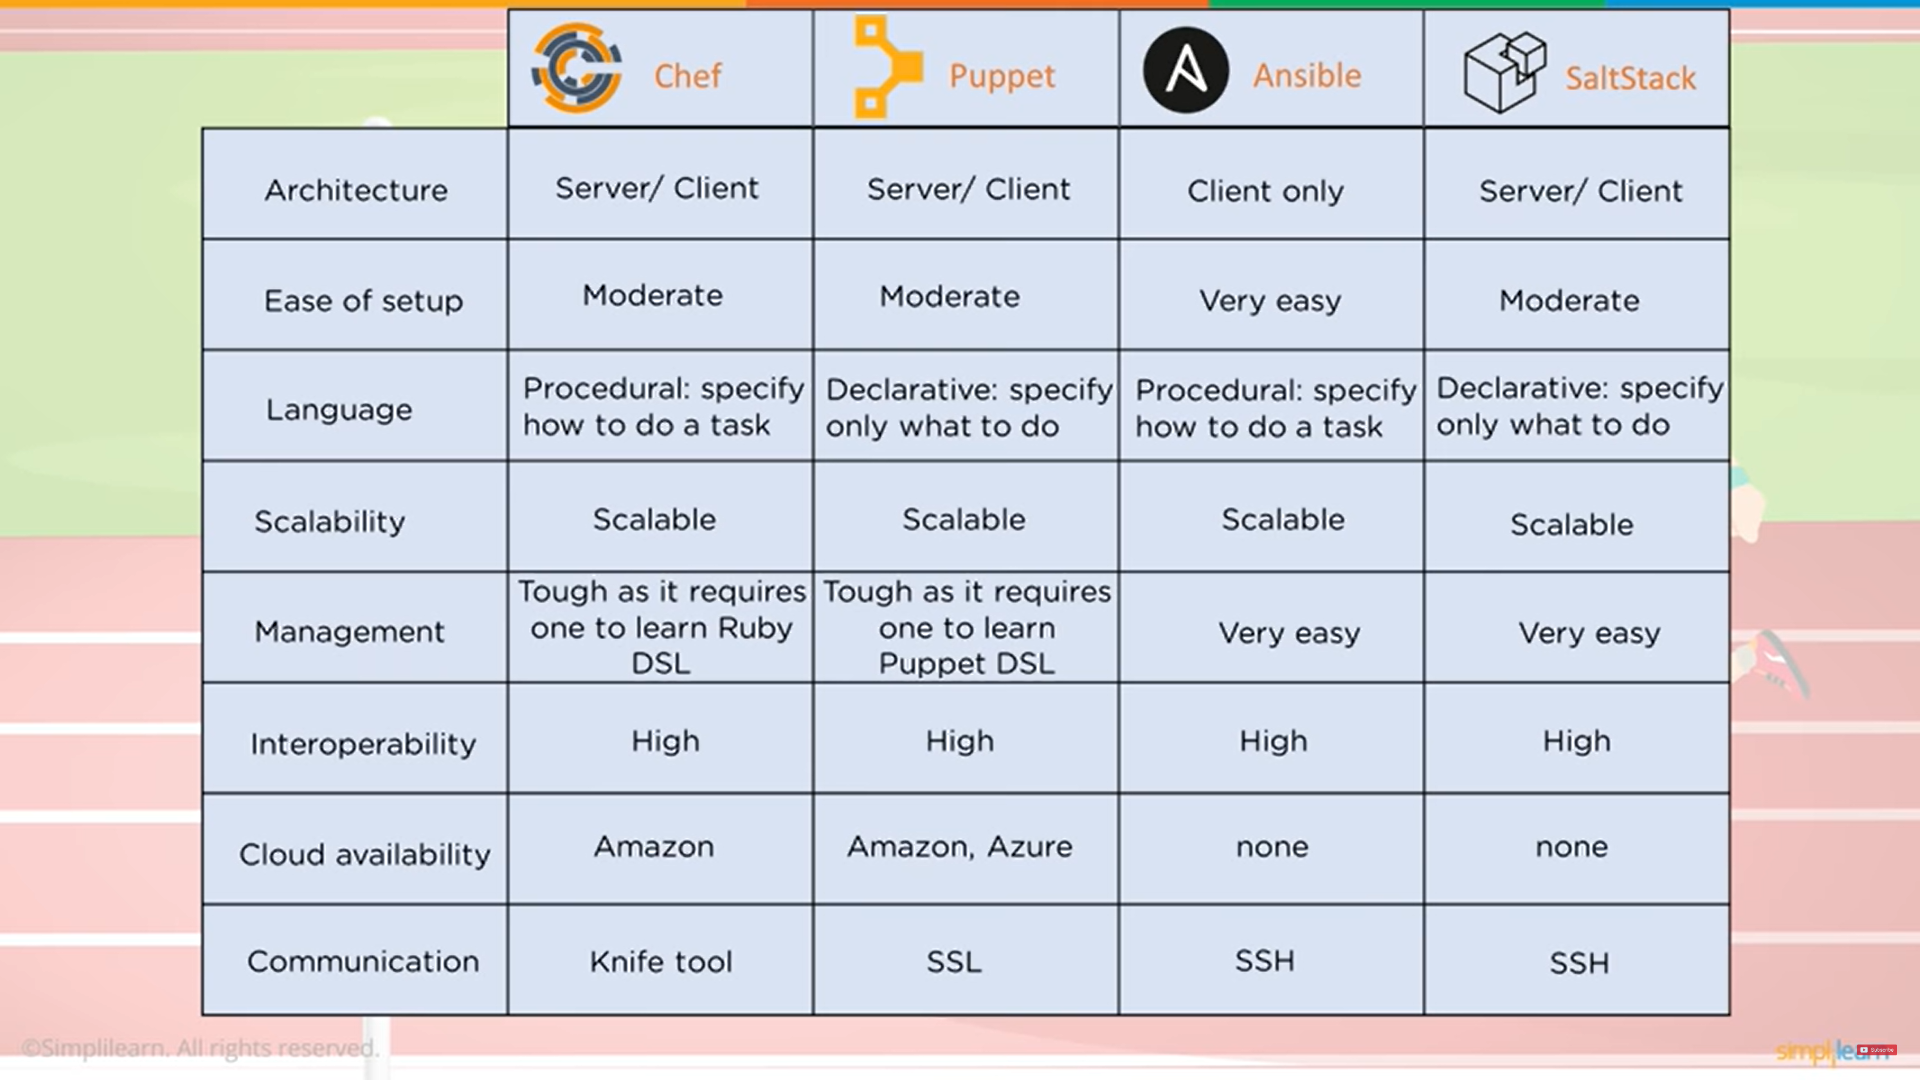 Chef
Puppet
Ansible
SaltStack
Architecture
Server/ Client
Server/ Client
Client only
Server/ Client
Ease of setup
Moderate
Moderate
Very easy
Moderate
Language
Procedural: specify
how to do a task
Declarative: specify
only what to do
Procedural: specify
how to do a task
Declarative: specify
only what to do
Scalability
Scalable
Scalable
Scalable
Scalable
Management
Tough as it requires
one to learn Ruby
DSL
Tough as it requires
one to learn
Puppet DSL
Very easy
Very easy
Interoperability
High
High
High
High
Cloud availability
Amazon
Amazon, Azure
none
none
Communication
Knife tool
SSL
SSH
SSH
©Simplilearn. All rights reserved.
Subscribe